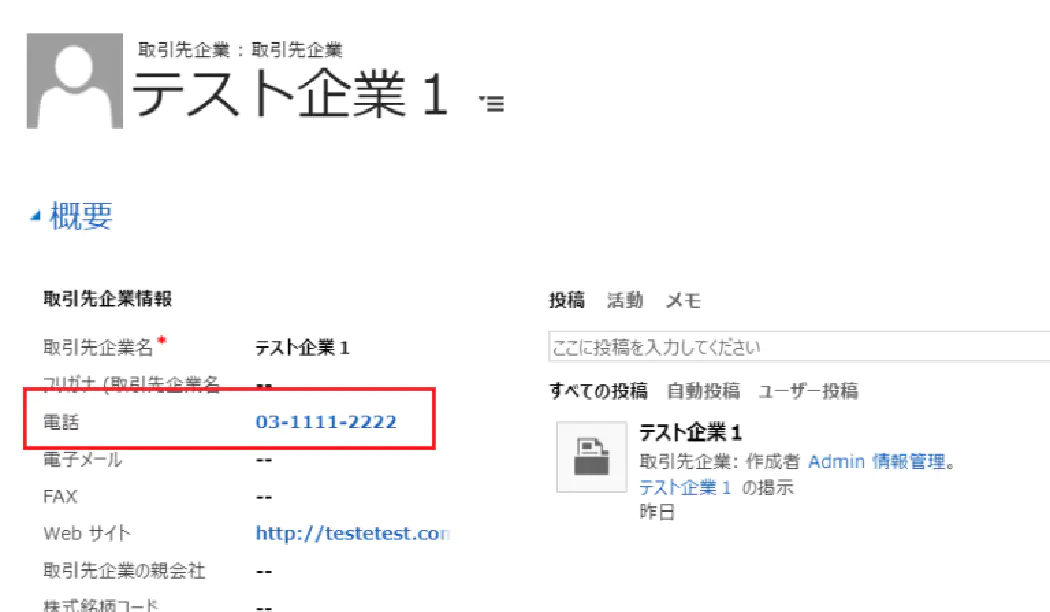 取引先企業 : 取引先企業
テスト企業 1
概要
取引先企業情報
取引先企業名 * テスト企業 1
フリガナ (取引先企業名 --
電話 03-1111-2222
電子メール --
FAX --
Web サイト http://testetest.com
取引先企業の親会社 --
株式銘柄コード --
投稿 活動 メモ
ここに投稿を入力してください
すべての投稿 自動投稿 ユーザー投稿
テスト企業 1
取引先企業: 作成者 Admin 情報管理。
テスト企業 1 の掲示
昨日